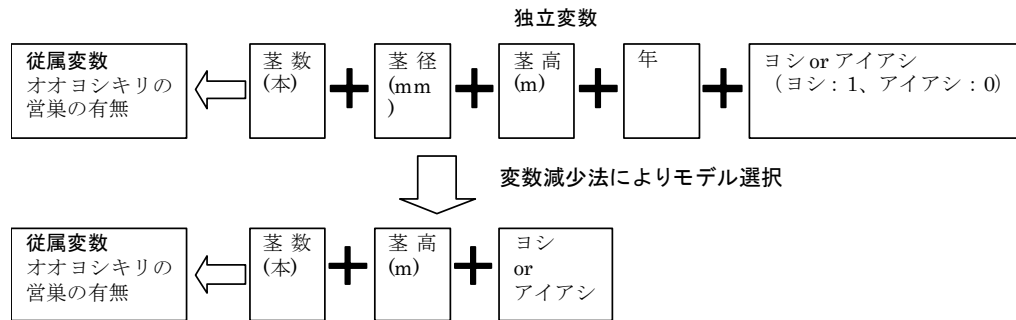 独立変数
従属変数
オオヨシキリの
営巣の有無
茎数
(本)
茎径
(mm
)
茎高
(m)
年
ヨシ or アイアシ
（ヨシ：1、アイアシ：0）
変数減少法によりモデル選択
従属変数
オオヨシキリの
営巣の有無
茎数
(本)
茎高
(m)
ヨシ
or
アイアシ